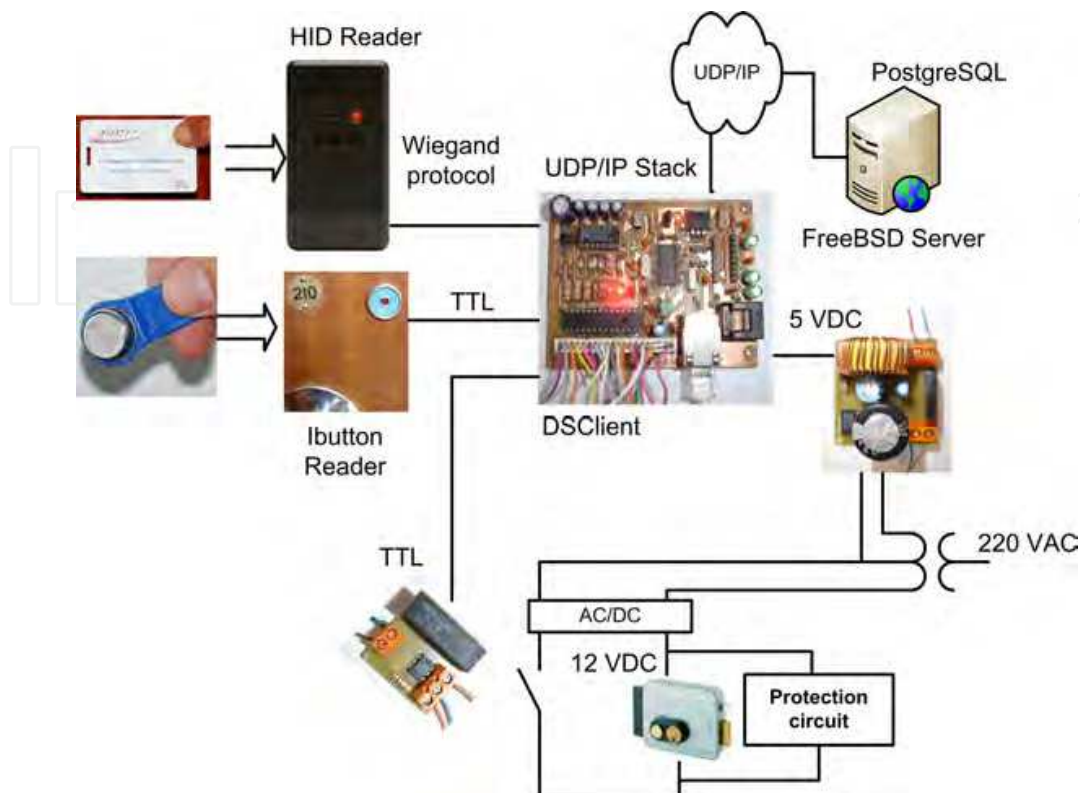 HID Reader
UDP/IP
PostgreSQL
Wiegand
protocol
UDP/IP Stack
FreeBSD Server
210
TTL
5 VDC
Ibutton
Reader
DSClient
TTL
220 VAC
AC/DC
12 VDC
Protection
circuit